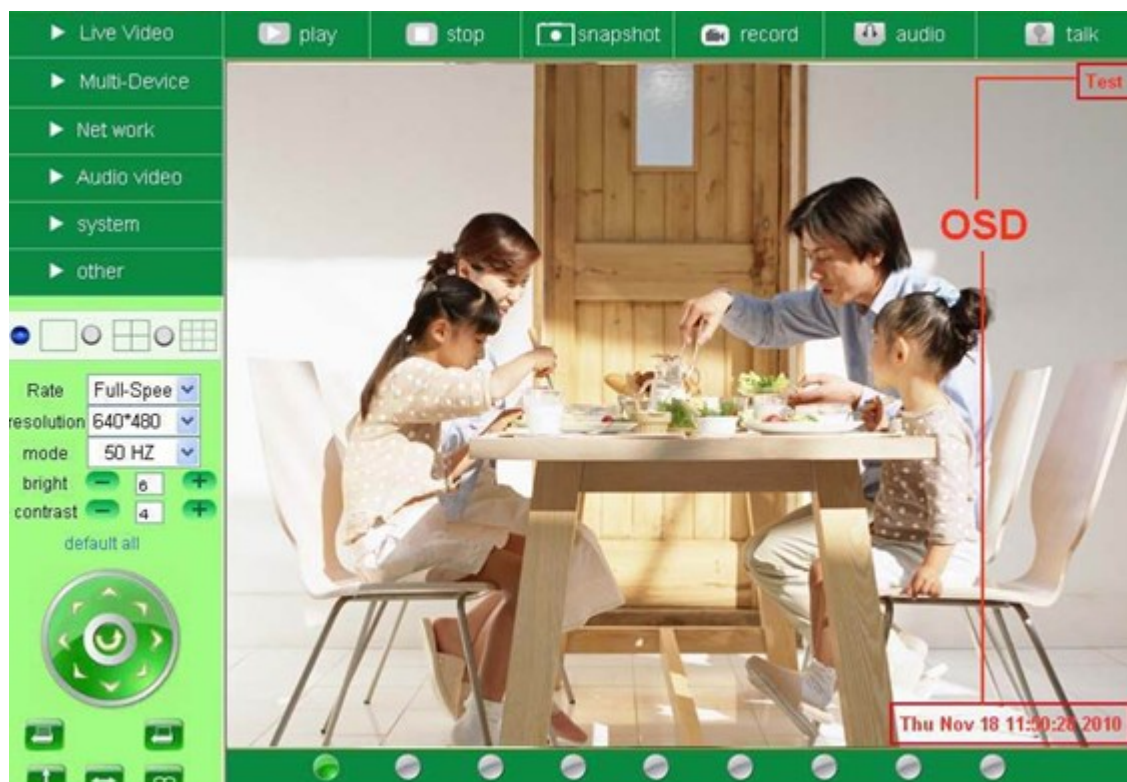 Live Video
play
stop
snapshot
record
audio
talk
Multi-Device
Net work
Audio video
system
other
Test
OSD
Rate Full-Spee
resolution 640*480
mode 50 HZ
bright 6
contrast 4
default all
Thu Nov 18 11:50:28 2010